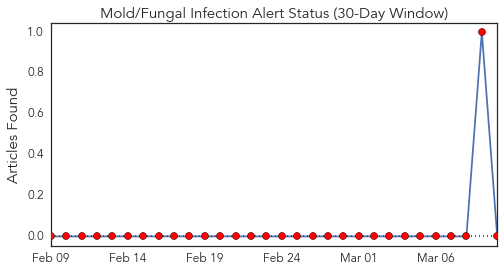 Mold/Fungal Infection Alert Status (30-Day Window)
Articles Found
1.0
0.8
0.6
0.4
0.2
0.0
Feb 09 Feb 14 Feb 19 Feb 24 Mar 01 Mar 06